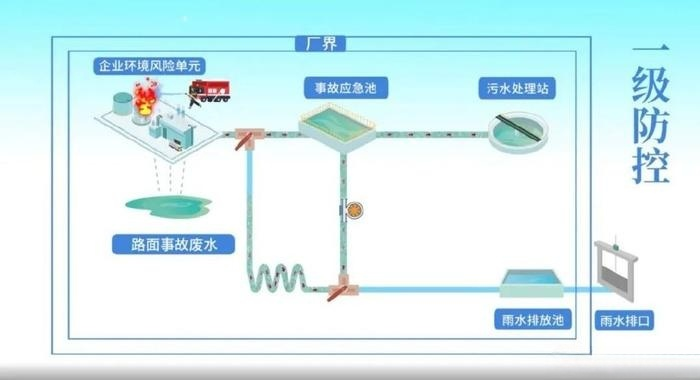 厂界
企业环境风险单元
事故应急池
污水处理站
一级防控
路面事故废水
雨水排放池
雨水排口